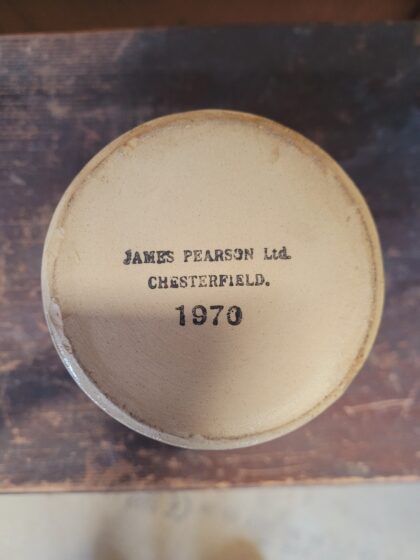 JAMES PEARSON Ltd.
CHESTERFIELD.
1970